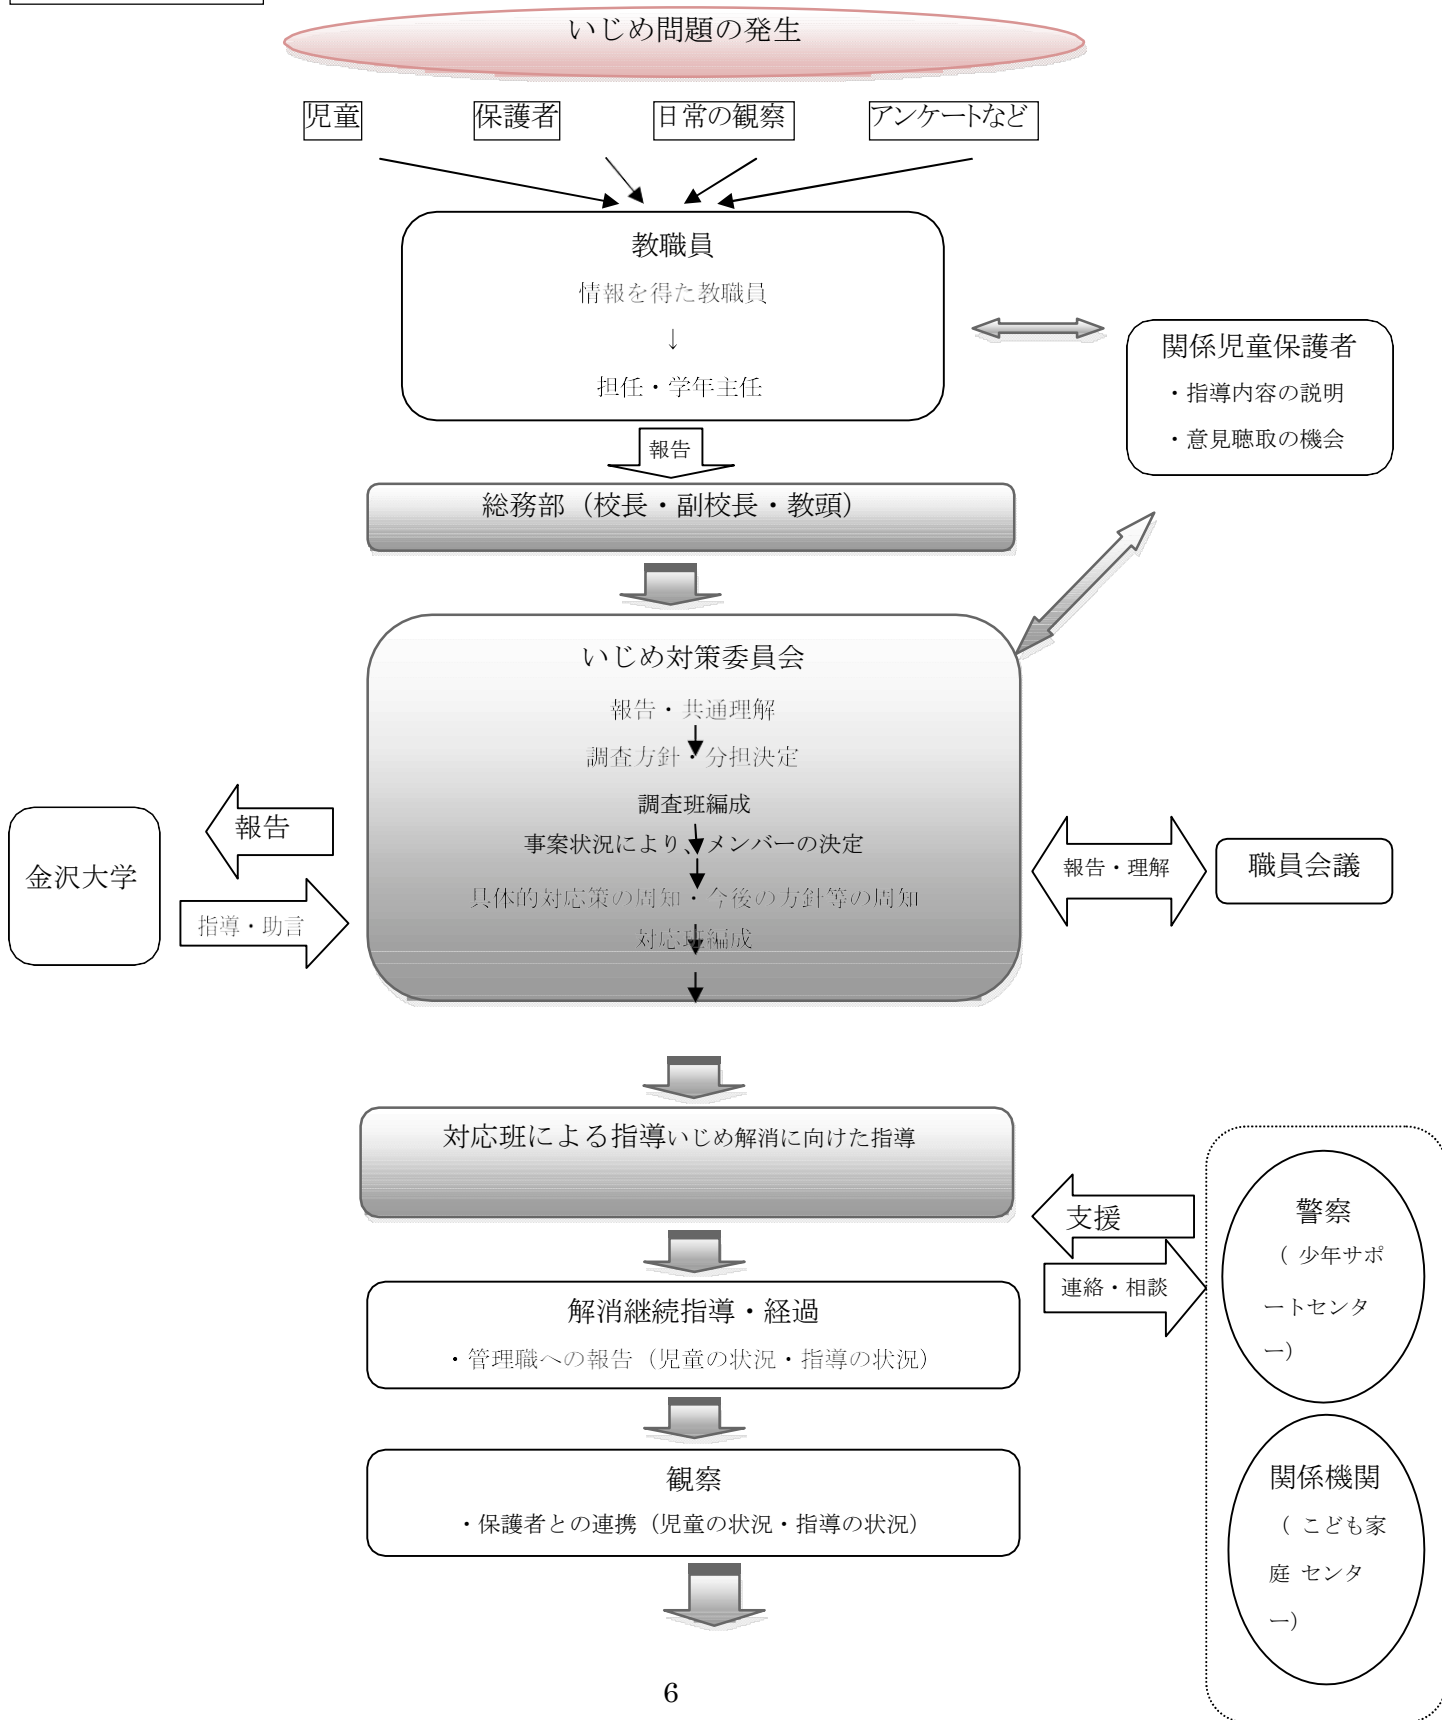 いじめ問題の発生
児童
保護者
日常の観察
アンケートなど
教職員
情報を得た教職員
↓
担任・学年主任
関係児童保護者
・指導内容の説明
・意見聴取の機会
報告
総務部（校長・副校長・教頭）
いじめ対策委員会
報告・共通理解
調査方針・分担決定
調査班編成
事案状況により、メンバーの決定
具体的対応策の周知・今後の方針等の周知
対応班編成
報告
金沢大学
指導・助言
報告・理解
職員会議
対応班による指導いじめ解消に向けた指導
支援
連絡・相談
警察
（ 少年サポ
ートセンタ
ー）
解消継続指導・経過
・管理職への報告（児童の状況・指導の状況）
観察
・保護者との連携（児童の状況・指導の状況）
関係機関
（ こども家
庭 センタ
ー）
6